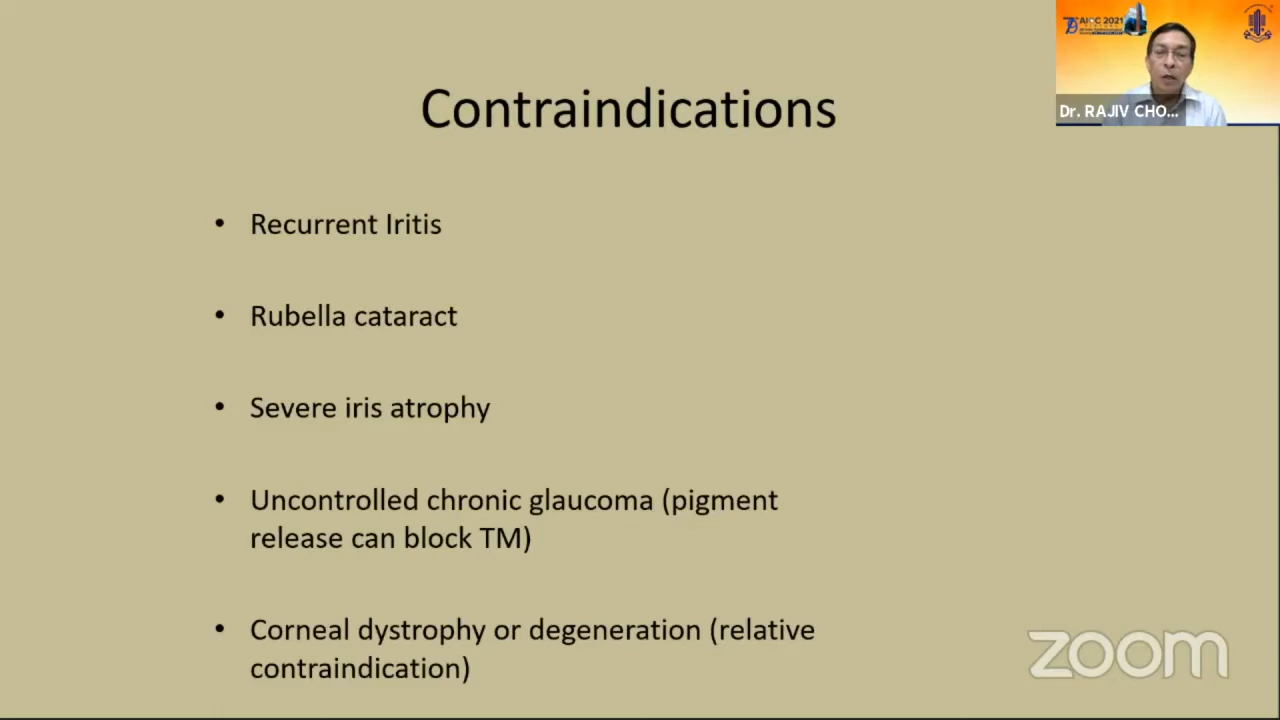 AIOC 2021
Dr. RAJIV CHO...
Contraindications
• Recurrent Iritis
• Rubella cataract
• Severe iris atrophy
• Uncontrolled chronic glaucoma (pigment
release can block TM)
• Corneal dystrophy or degeneration (relative
contraindication)
zoom